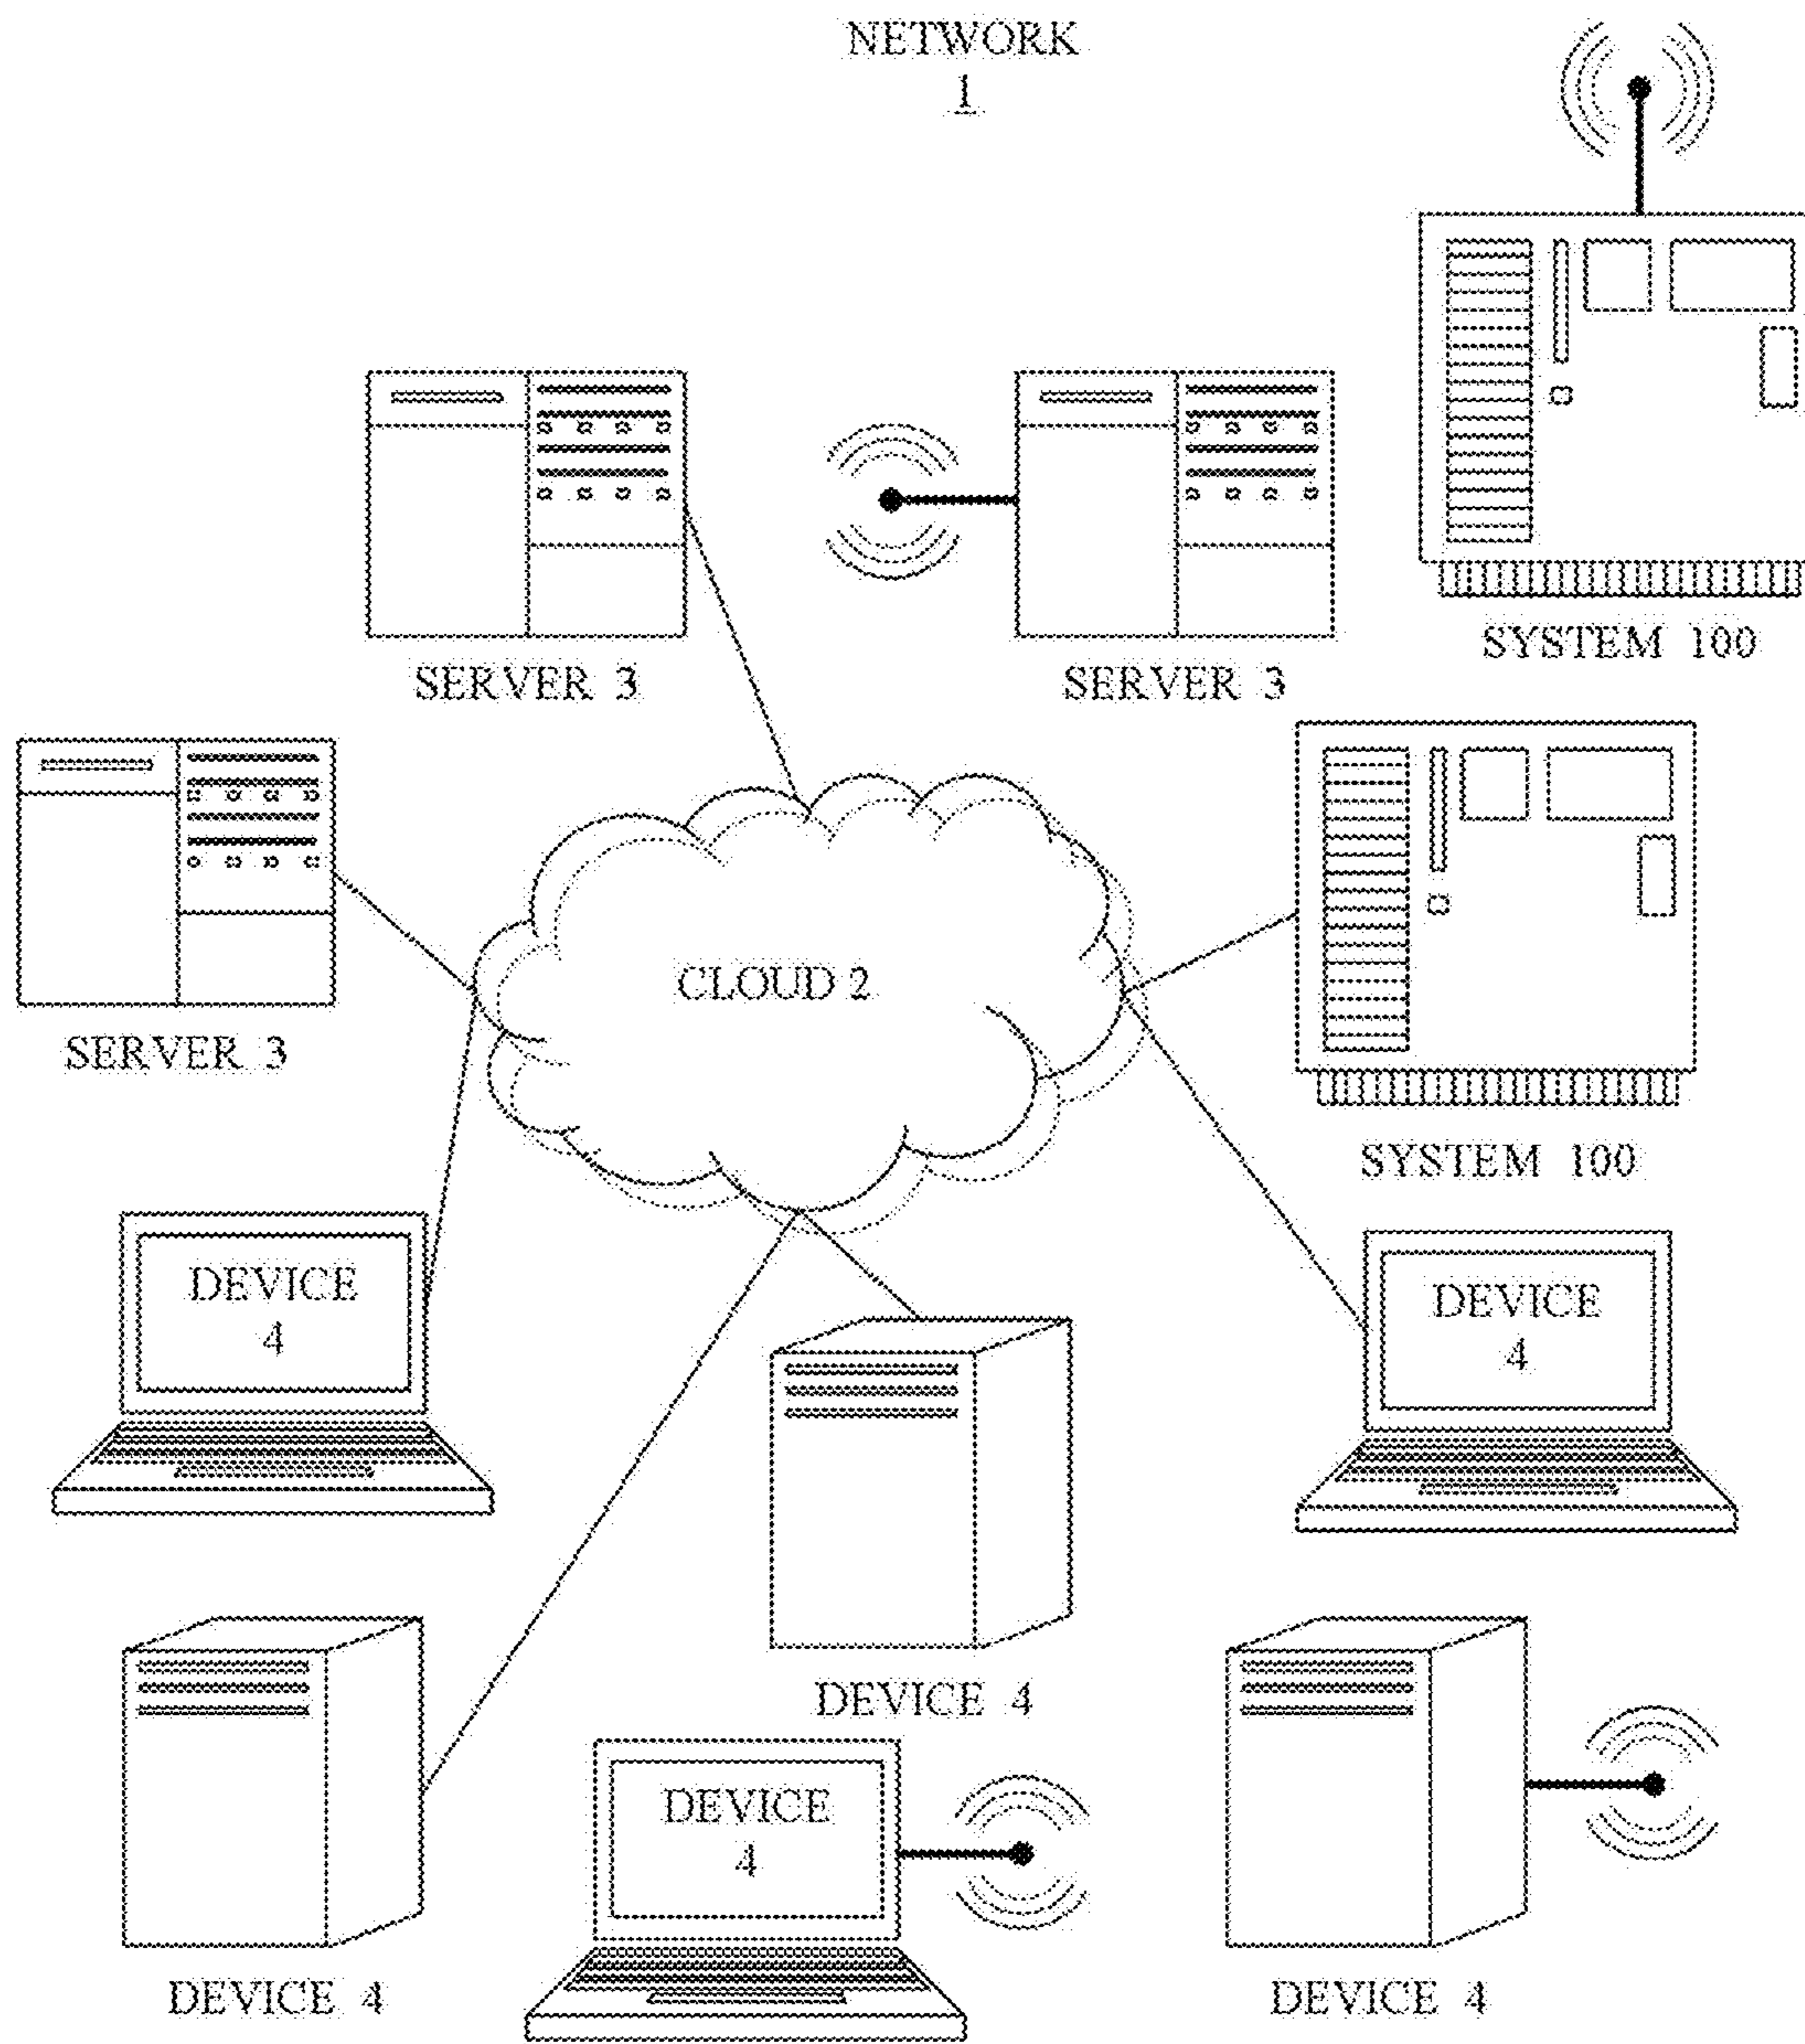 NETWORK
1
SYSTEM 100
SERVER 3
SERVER 3
SERVER 3
CLOUD 2
SYSTEM 100
DEVICE
4
DEVICE
4
DEVICE 4
DEVICE
4
DEVICE 4
DEVICE 4